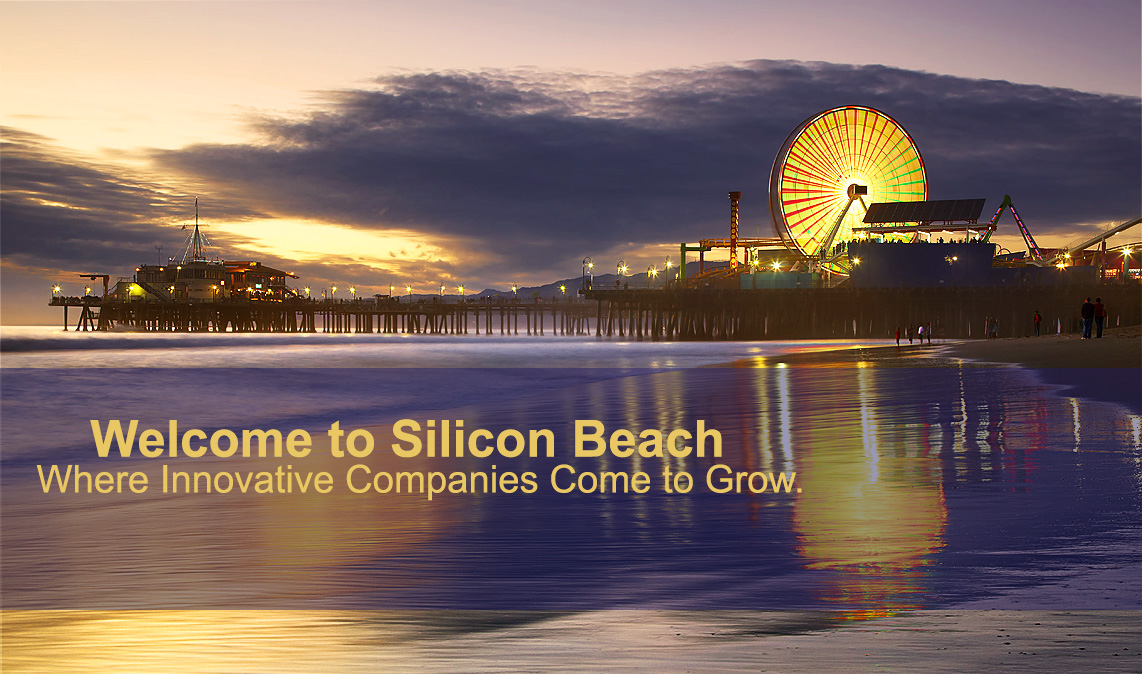 Welcome to Silicon Beach
Where Innovative Companies Come to Grow.